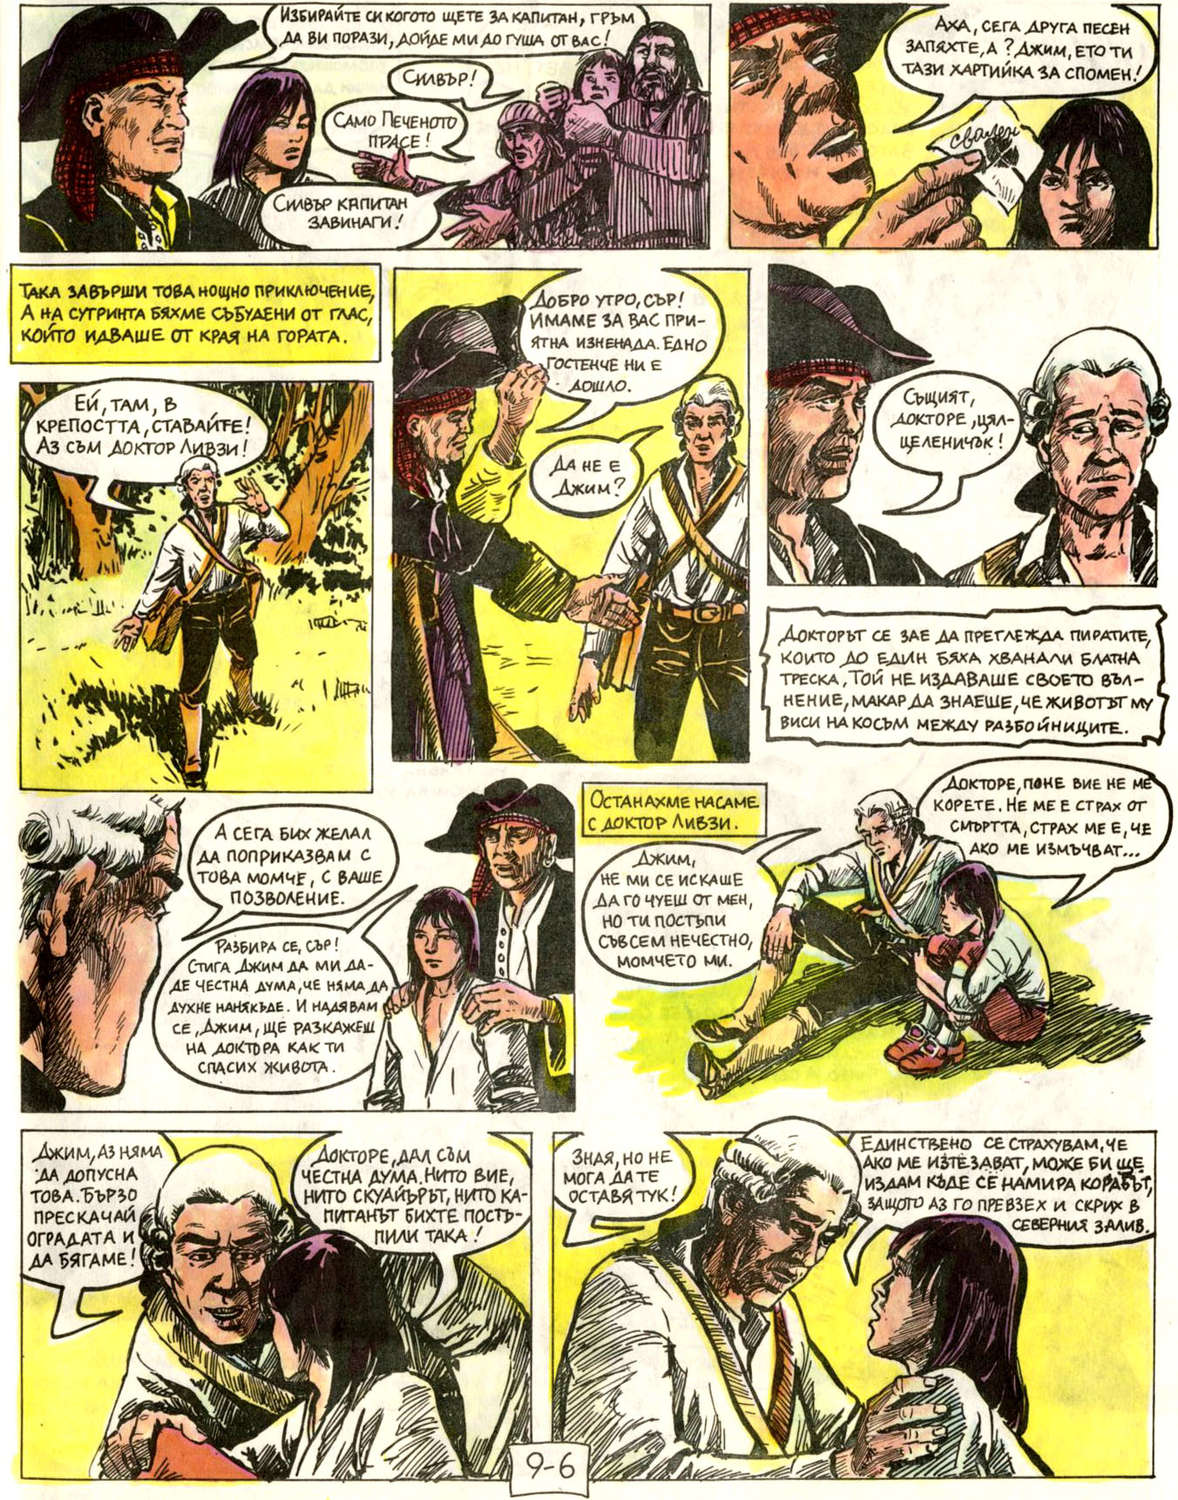 ИЗБИРАЙТЕ СИ КОГОТО ЩЕТЕ ЗА КАПИТАН, ГРЪМ
ДА ВИ ПОРАЗИ, ДОЙДЕ МИ ДО ГУША ОТ ВАС!
СИЛВЪР!
САМО ПЕЧЕНОТО
ПРАСЕ!
СИЛВЪР КАПИТАН
ЗАВИНАГИ!
АХА, СЕГА ДРУГА ПЕСЕН
ЗАПЯХТЕ, А? ДЖИМ, ЕТО ТИ
ТАЗИ ХАРТИЙКА ЗА СПОМЕН!
свален
ТАКА ЗАВЪРШИ ТОВА НОЩНО ПРИКЛЮЧЕНИЕ,
А НА СУТРИНТА БЯХМЕ СЪБУДЕНИ ОТ ГЛАС,
КОЙТО ИДВАШЕ ОТ КРАЯ НА ГОРАТА.
ЕЙ, ТАМ, В
КРЕПОСТТА, СТАВАЙТЕ!
АЗ СЪМ ДОКТОР ЛИВЗИ!
ДОБРО УТРО, СЪР!
ИМАМЕ ЗА ВАС ПРИ-
ЯТНА ИЗНЕНАДА. ЕДНО
ГОСТЕНЧЕ НИ Е
ДОШЛО.
ДА НЕ Е
ДЖИМ?
СЪЩИЯТ,
ДОКТОРЕ, ЦЯЛ-
ЦЕЛЕНИЧЪК!
ДОКТОРЪТ СЕ ЗАЕ ДА ПРЕГЛЕЖДА ПИРАТИТЕ,
КОИТО ДО ЕДИН БЯХА ХВАНАЛИ БЛАТНА
ТРЕСКА, ТОЙ НЕ ИЗДАВАШЕ СВОЕТО ВЪЛ-
НЕНИЕ, МАКАР ДА ЗНАЕШЕ, ЧЕ ЖИВОТЪТ МУ
ВИСИ НА КОСЪМ МЕЖДУ РАЗБОЙНИЦИТЕ.
А СЕГА БИХ ЖЕЛАЛ
ДА ПОПРИКАЗВАМ С
ТОВА МОМЧЕ, С ВАШЕ
ПОЗВОЛЕНИЕ.
РАЗБИРА СЕ, СЪР!
СТИГА ДЖИМ ДА МИ ДА-
ДЕ ЧЕСТНА ДУМА, ЧЕ НЯМА ДА
ДУХНЕ НАНЯКЪДЕ. И НАДЯВАМ
СЕ, ДЖИМ, ЩЕ РАЗКАЖЕШ
НА ДОКТОРА КАК ТИ
СПАСИХ ЖИВОТА.
ОСТАНАХМЕ НАСАМЕ
С ДОКТОР ЛИВЗИ.
ДЖИМ,
НЕ МИ СЕ ИСКАШЕ
ДА ГО ЧУЕШ ОТ МЕН,
НО ТИ ПОСТЪПИ
СЪВСЕМ НЕЧЕСТНО,
МОМЧЕТО МИ.
ДОКТОРЕ, ПОНЕ ВИЕ НЕ МЕ
КОРЕТЕ. НЕ МЕ Е СТРАХ ОТ
СМЪРТТА, СТРАХ МЕ Е, ЧЕ
АКО МЕ ИЗМЪЧВАТ...
ДЖИМ, АЗ НЯМА
ДА ДОПУСНА
ТОВА. БЪРЗО
ПРЕСКАЧАЙ
ОГРАДАТА И
ДА БЯГАМЕ!
ДОКТОРЕ, ДАЛ СЪМ
ЧЕСТНА ДУМА. НИТО ВИЕ,
НИТО СКУАЙЪРЪТ, НИТО КА-
ПИТАНЪТ БИХТЕ ПОСТЪ-
ПИЛИ ТАКА!
ЗНАЯ, НО НЕ
МОГА ДА ТЕ
ОСТАВЯ ТУК!
ЕДИНСТВЕНО СЕ СТРАХУВАМ, ЧЕ
АКО МЕ ИЗТЕЗАВАТ, МОЖЕ БИ ЩЕ
ИЗДАМ КЪДЕ СЕ НАМИРА КОРАБЪТ,
ЗАЩОТО АЗ ГО ПРЕВЗЕХ И СКРИХ В
СЕВЕРНИЯ ЗАЛИВ.
9-6